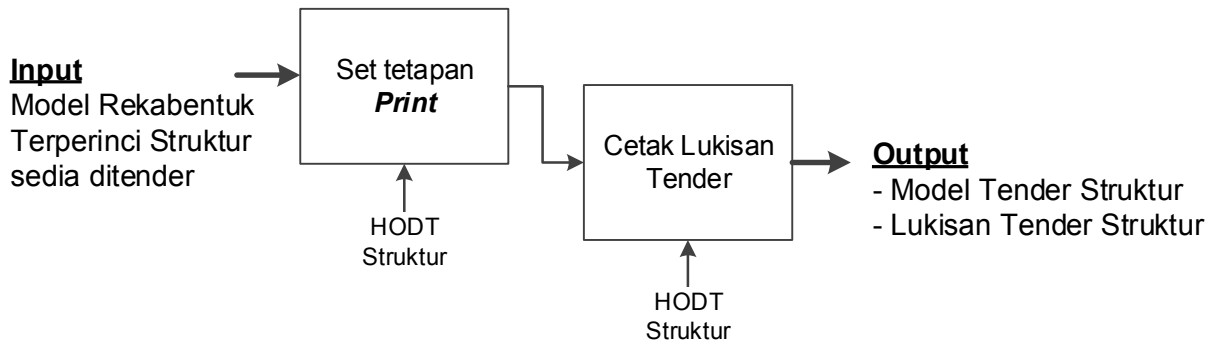 Input
Model Rekabentuk
Terperinci Struktur
sedia ditender
Set tetapan
Print
HODT
Struktur
Cetak Lukisan
Tender
HODT
Struktur
Output
- Model Tender Struktur
- Lukisan Tender Struktur